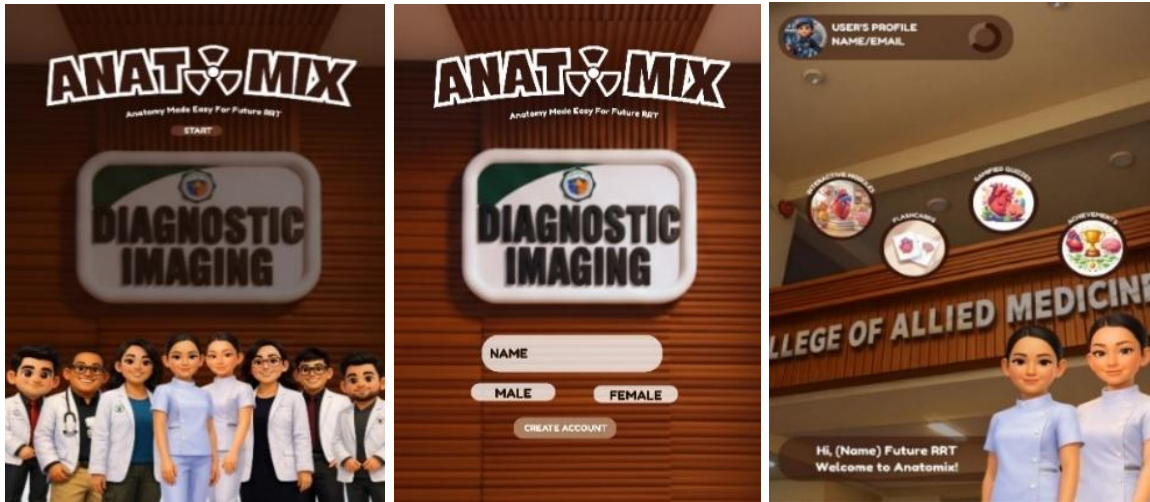 ANATOMIX
Anatomy Made Easy For Future RRT
START
DIAGNOSTIC
IMAGING
ANATOMIX
Anatomy Made Easy For Future RRT
DIAGNOSTIC
IMAGING
NAME
MALE
FEMALE
CREATE ACCOUNT
USER'S PROFILE
NAME/EMAIL
INTERACTIVE MODULES
FLASHCARDS
GAMIFIED QUIZZES
ACHIEVEMENTS
LLEGE OF ALLIED MEDICINE
Hi, (Name) Future RRT
Welcome to Anatomix!